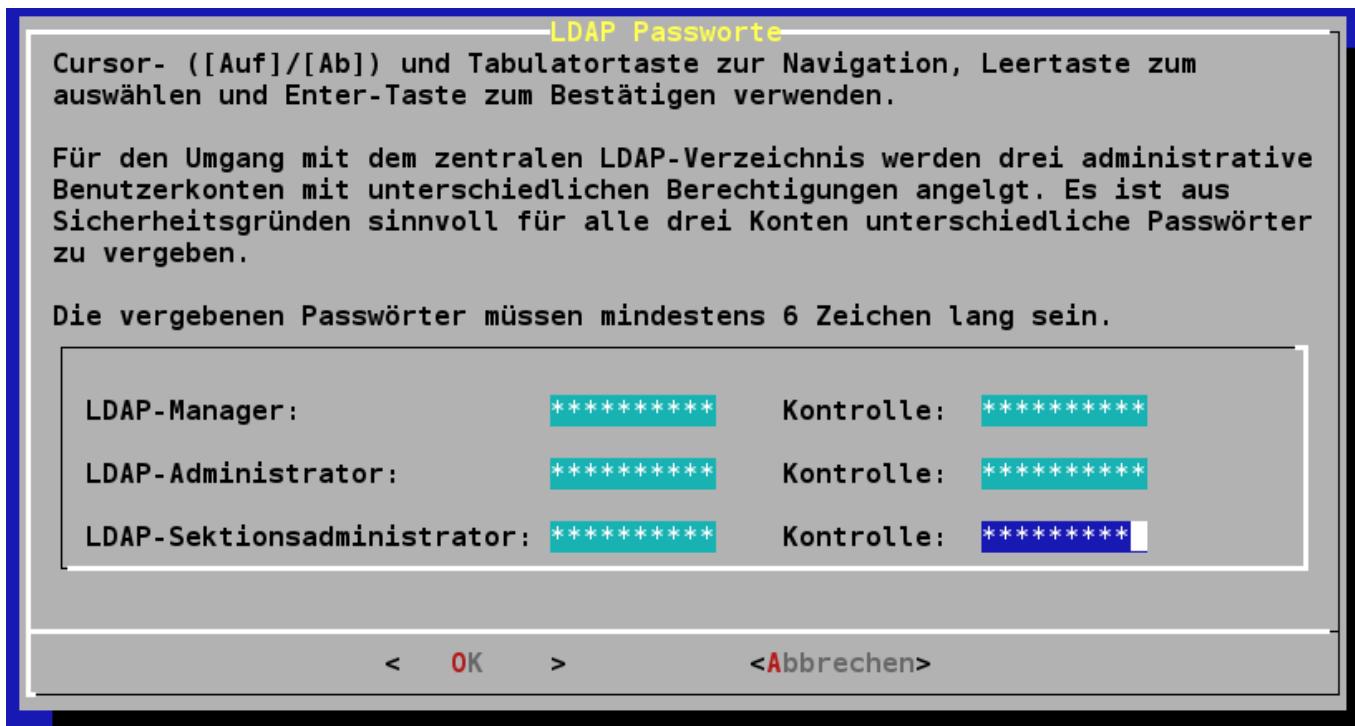 LDAP Passworte
Cursor- ([Auf]/[Ab]) und Tabulatortaste zur Navigation, Leertaste zum
auswählen und Enter-Taste zum Bestätigen verwenden.
Für den Umgang mit dem zentralen LDAP-Verzeichnis werden drei administrative
Benutzerkonten mit unterschiedlichen Berechtigungen angelgt. Es ist aus
Sicherheitsgründen sinnvoll für alle drei Konten unterschiedliche Passwörter
zu vergeben.
Die vergebenen Passwörter müssen mindestens 6 Zeichen lang sein.
LDAP-Manager: ********** Kontrolle: **********
LDAP-Administrator: ********** Kontrolle: **********
LDAP-Sektionsadministrator: ********** Kontrolle: *********
< OK > <Abbrechen>